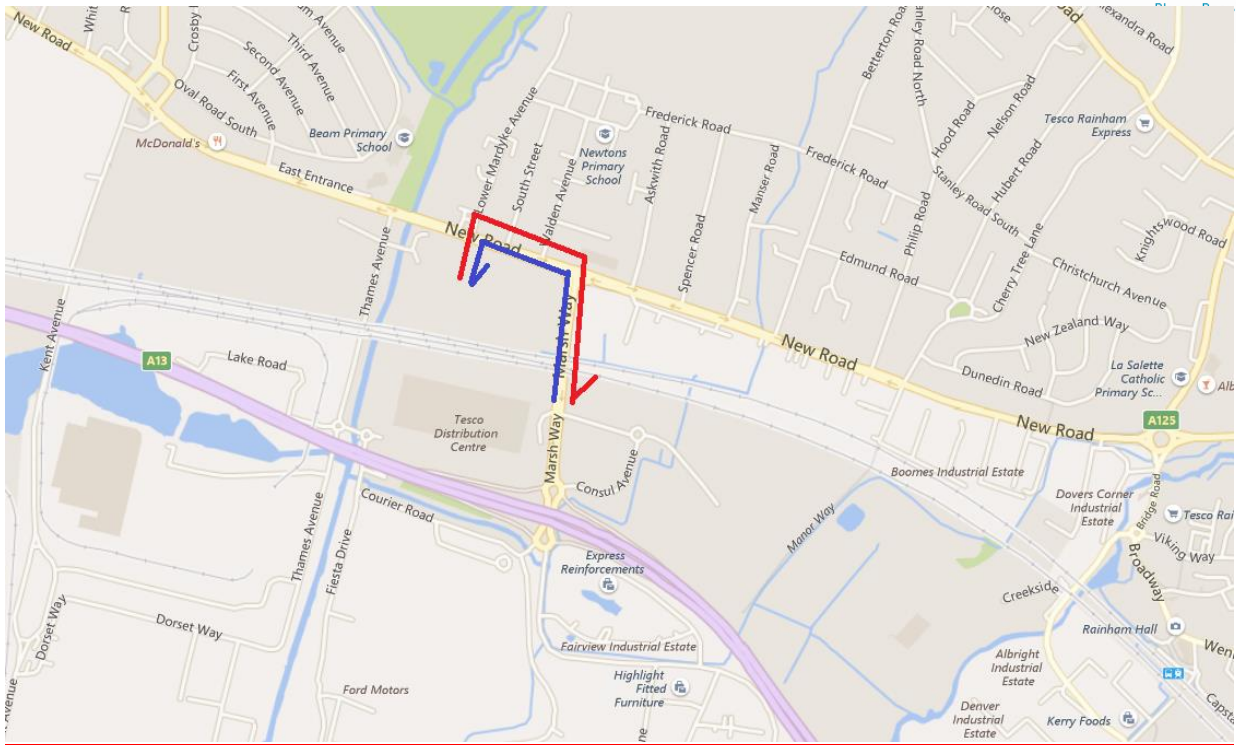 New Road
Crosby
Third Avenue
Second Avenue
First Avenue
Oval Road South
McDonald's
Beam Primary
School
East Entrance
Lower Mardyke Avenue
South Street
Walden Avenue
Newtons
Primary
School
Frederick Road
Askwith Road
Manser Road
Spencer Road
Betterton Road
Stanley Road North
New Road
Alexandra Road
Nelson Road
Hood Road
Tesco Rainham
Express
Hubert Road
Frederick Road
Stanley Road South
Philip Road
Cherry Tree Lane
Edmund Road
Christchurch Avenue
Knightswood Road
New Zealand Way
Dunedin Road
La Salette
Catholic
Primary Sc...
New Road
Thames Avenue
Marsh Way
New Road
New Road
A125
Kent Avenue
A13
Lake Road
Tesco
Distribution
Centre
Marsh Way
Consul Avenue
Courier Road
Thames Avenue
Fiesta Drive
Express
Reinforcements
Manor Way
Boomes Industrial Estate
Dovers Corner
Industrial
Estate
Bridge Road
Tesco Rai
Viking Way
Broadway
Creekside
Rainham Hall
Wenn
Dorset Way
Dorset Way
Ford Motors
Fairview Industrial Estate
Highlight
Fitted
Furniture
Albright
Industrial
Estate
Denver
Industrial
Estate
Kerry Foods
Capst